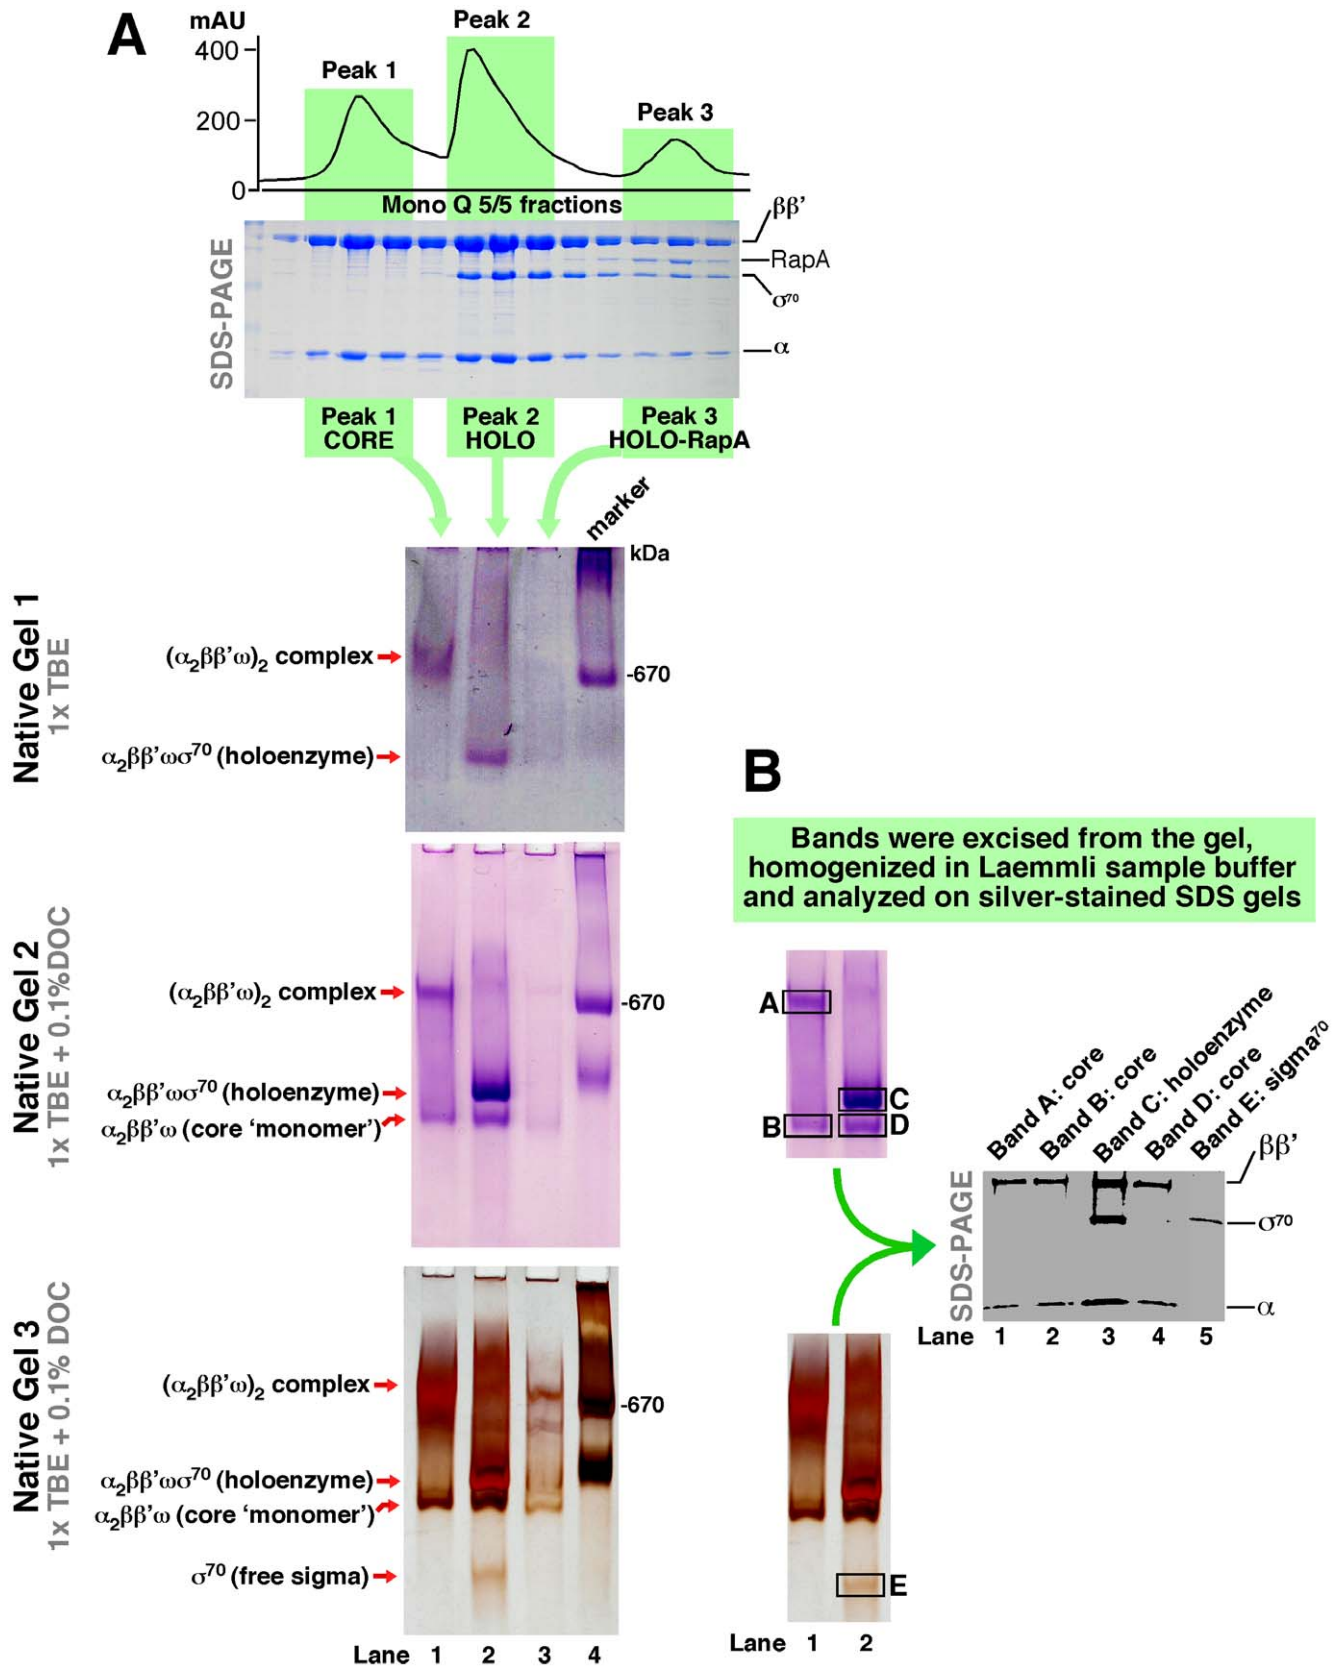 A
mAU
400
200
0
Peak 1
Peak 2
Peak 3
Mono Q 5/5 fractions
SDS-PAGE
ββ’
RapA
σ⁷⁰
α
Peak 1
CORE
Peak 2
HOLO
Peak 3
HOLO-RapA
marker
kDa
Native Gel 1
1x TBE
(α₂ββ’ω)₂ complex
-670
α₂ββ’ωσ⁷⁰ (holoenzyme)
Native Gel 2
1x TBE + 0.1%DOC
(α₂ββ’ω)₂ complex
-670
α₂ββ’ωσ⁷⁰ (holoenzyme)
α₂ββ’ω (core ‘monomer’)
Native Gel 3
1x TBE + 0.1% DOC
(α₂ββ’ω)₂ complex
-670
α₂ββ’ωσ⁷⁰ (holoenzyme)
α₂ββ’ω (core ‘monomer’)
σ⁷⁰ (free sigma)
Lane 1 2 3 4
B
Bands were excised from the gel,
homogenized in Laemmli sample buffer
and analyzed on silver-stained SDS gels
A
B
C
D
Band A: core
Band B: core
Band C: holoenzyme
Band D: core
Band E: sigma⁷⁰
SDS-PAGE
ββ’
σ⁷⁰
α
Lane 1 2 3 4 5
E
Lane 1 2